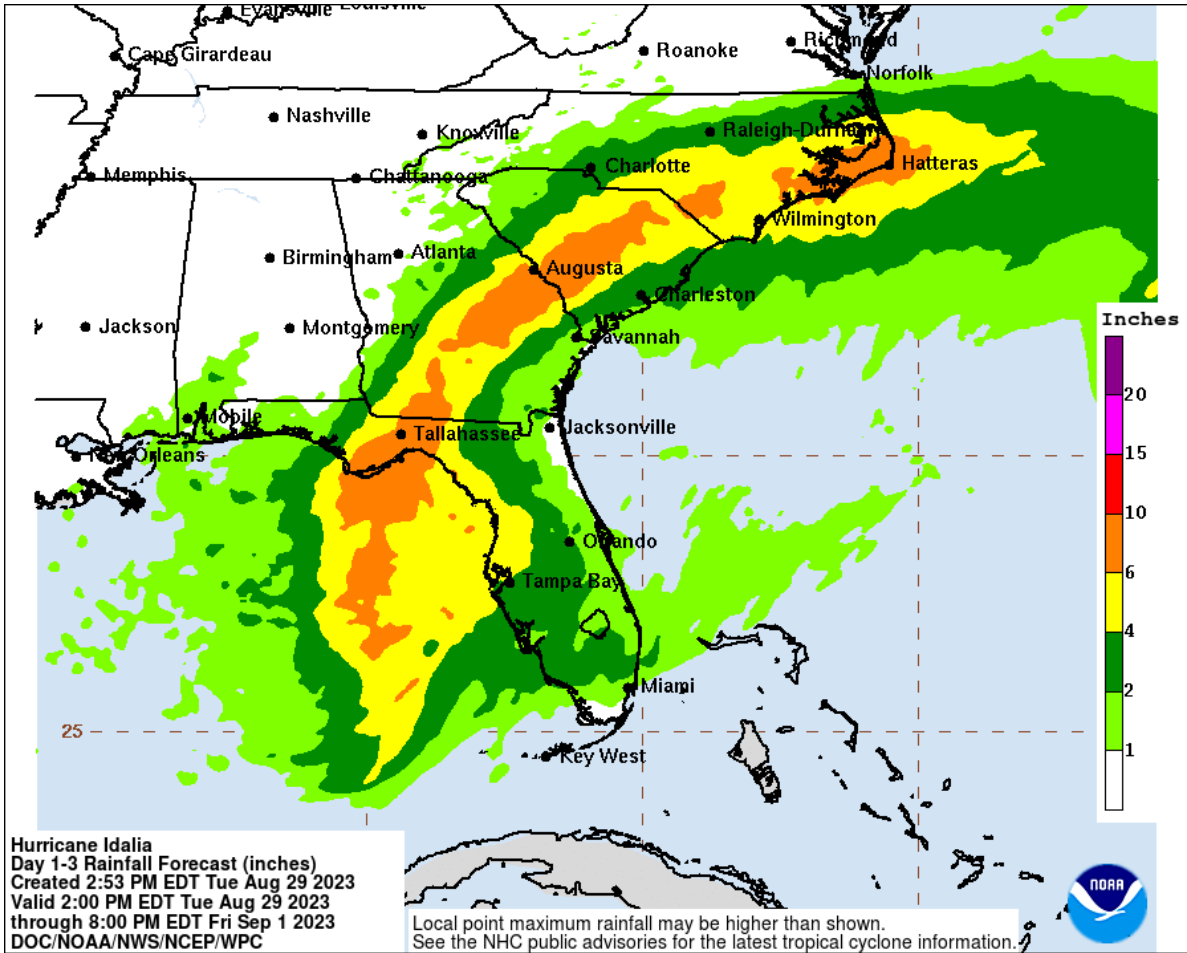 Evansville
Louisville
Cape Girardeau
Roanoke
Richmond
Norfolk
Nashville
Knoxville
Raleigh-Durham
Memphis
Chattanooga
Charlotte
Hatteras
Wilmington
Birmingham
Atlanta
Augusta
Charleston
Jackson
Montgomery
Savannah
Inches
20
15
10
6
4
2
1
Mobile
Tallahassee
Jacksonville
New Orleans
Orlando
Tampa Bay
Miami
25
Key West
Hurricane Idalia
Day 1-3 Rainfall Forecast (inches)
Created 2:53 PM EDT Tue Aug 29 2023
Valid 2:00 PM EDT Tue Aug 29 2023
through 8:00 PM EDT Fri Sep 1 2023
DOC/NOAA/NWS/NCEP/WPC
Local point maximum rainfall may be higher than shown.
See the NHC public advisories for the latest tropical cyclone information.
NOAA